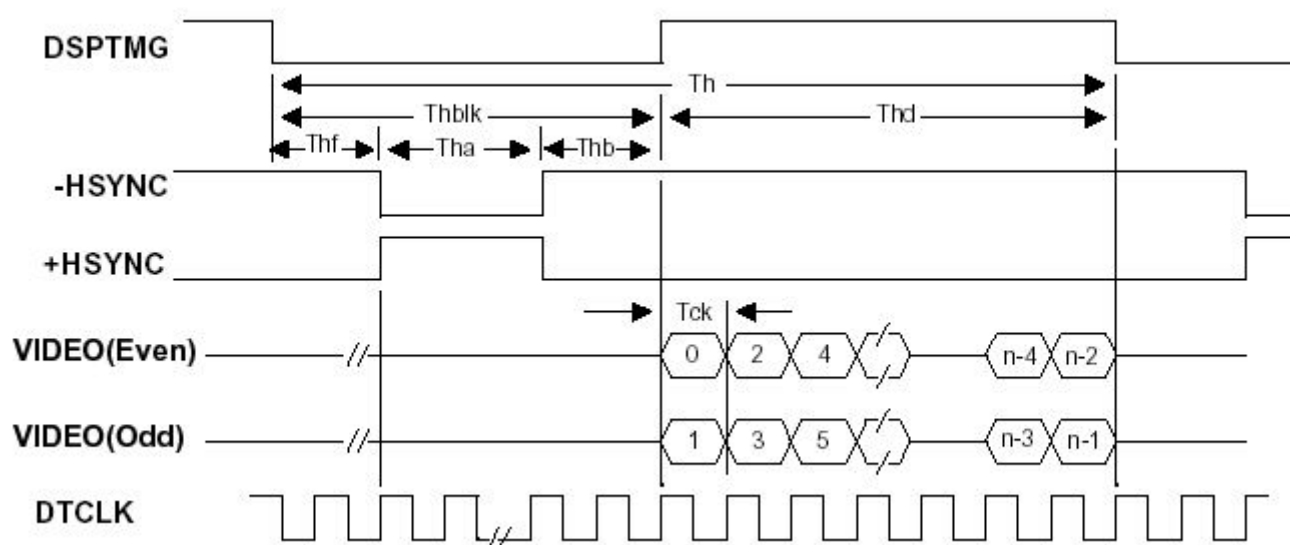 DSPTMG
Th
Thblk
Thd
Thf
Tha
Thb
-HSYNC
+HSYNC
Tck
VIDEO(Even)
0 2 4 n-4 n-2
VIDEO(Odd)
1 3 5 n-3 n-1
DTCLK